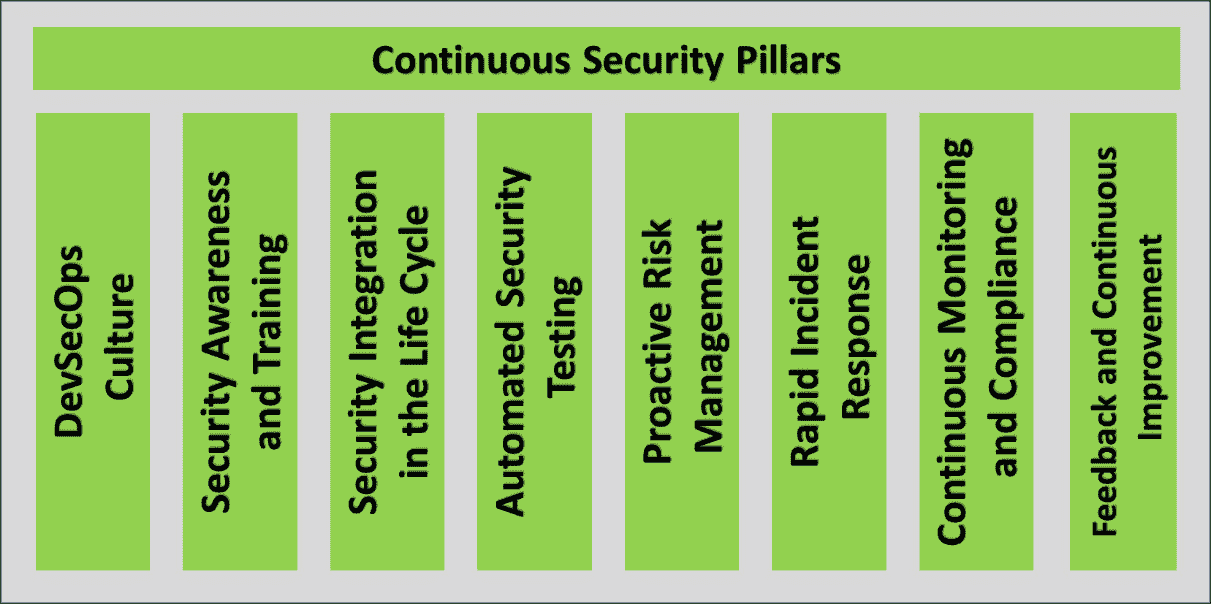 Continuous Security Pillars
DevSecOps
Culture
Security Awareness
and Training
Security Integration
in the Life Cycle
Automated Security
Testing
Proactive Risk
Management
Rapid Incident
Response
Continuous Monitoring
and Compliance
Feedback and Continuous
Improvement